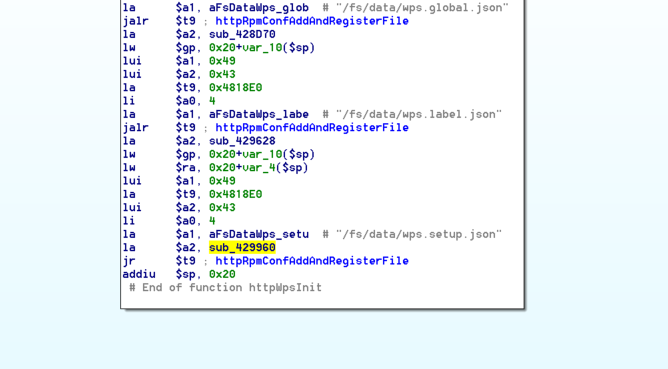 la $a1, aFsDataWps_glob # "/fs/data/wps.global.json"
jalr $t9 ; httpRpmConfAddAndRegisterFile
la $a2, sub_428D70
lw $gp, 0x20+var_10($sp)
lui $a1, 0x49
lui $a2, 0x43
la $t9, 0x4818E0
li $a0, 4
la $a1, aFsDataWps_labe # "/fs/data/wps.label.json"
jalr $t9 ; httpRpmConfAddAndRegisterFile
la $a2, sub_429628
lw $gp, 0x20+var_10($sp)
lw $ra, 0x20+var_4($sp)
lui $a1, 0x49
la $t9, 0x4818E0
lui $a2, 0x43
li $a0, 4
la $a1, aFsDataWps_setu # "/fs/data/wps.setup.json"
la $a2, sub_429960
jr $t9 ; httpRpmConfAddAndRegisterFile
addiu $sp, 0x20
# End of function httpWpsInit